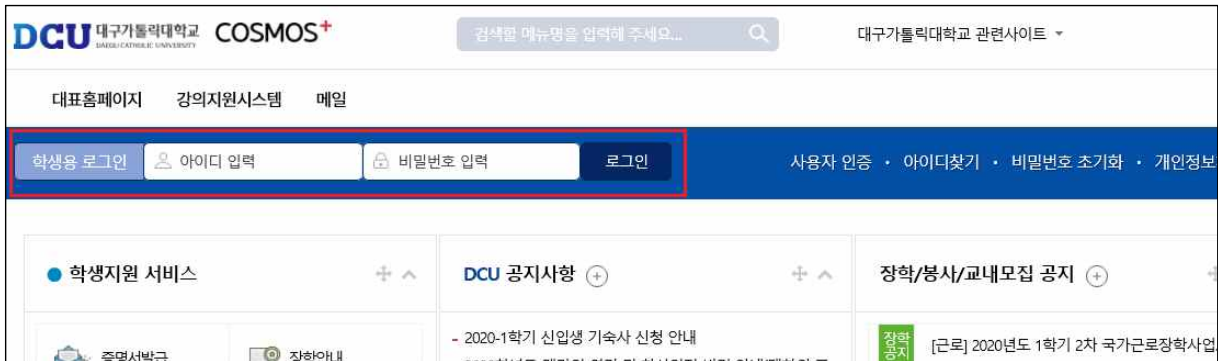 DCU 대구가톨릭대학교 COSMOS+
DAEGU CATHOLIC UNIVERSITY
검색할 메뉴명을 입력해 주세요...
대구가톨릭대학교 관련사이트
대표홈페이지 강의지원시스템 메일
학생용 로그인 아이디 입력 비밀번호 입력 로그인
사용자 인증 · 아이디찾기 · 비밀번호 초기화 · 개인정보
학생지원 서비스
DCU 공지사항
장학/봉사/교내모집 공지
증명서발급 장학안내
- 2020-1학기 신입생 기숙사 신청 안내
장학공지 [근로] 2020년도 1학기 2차 국가근로장학사업